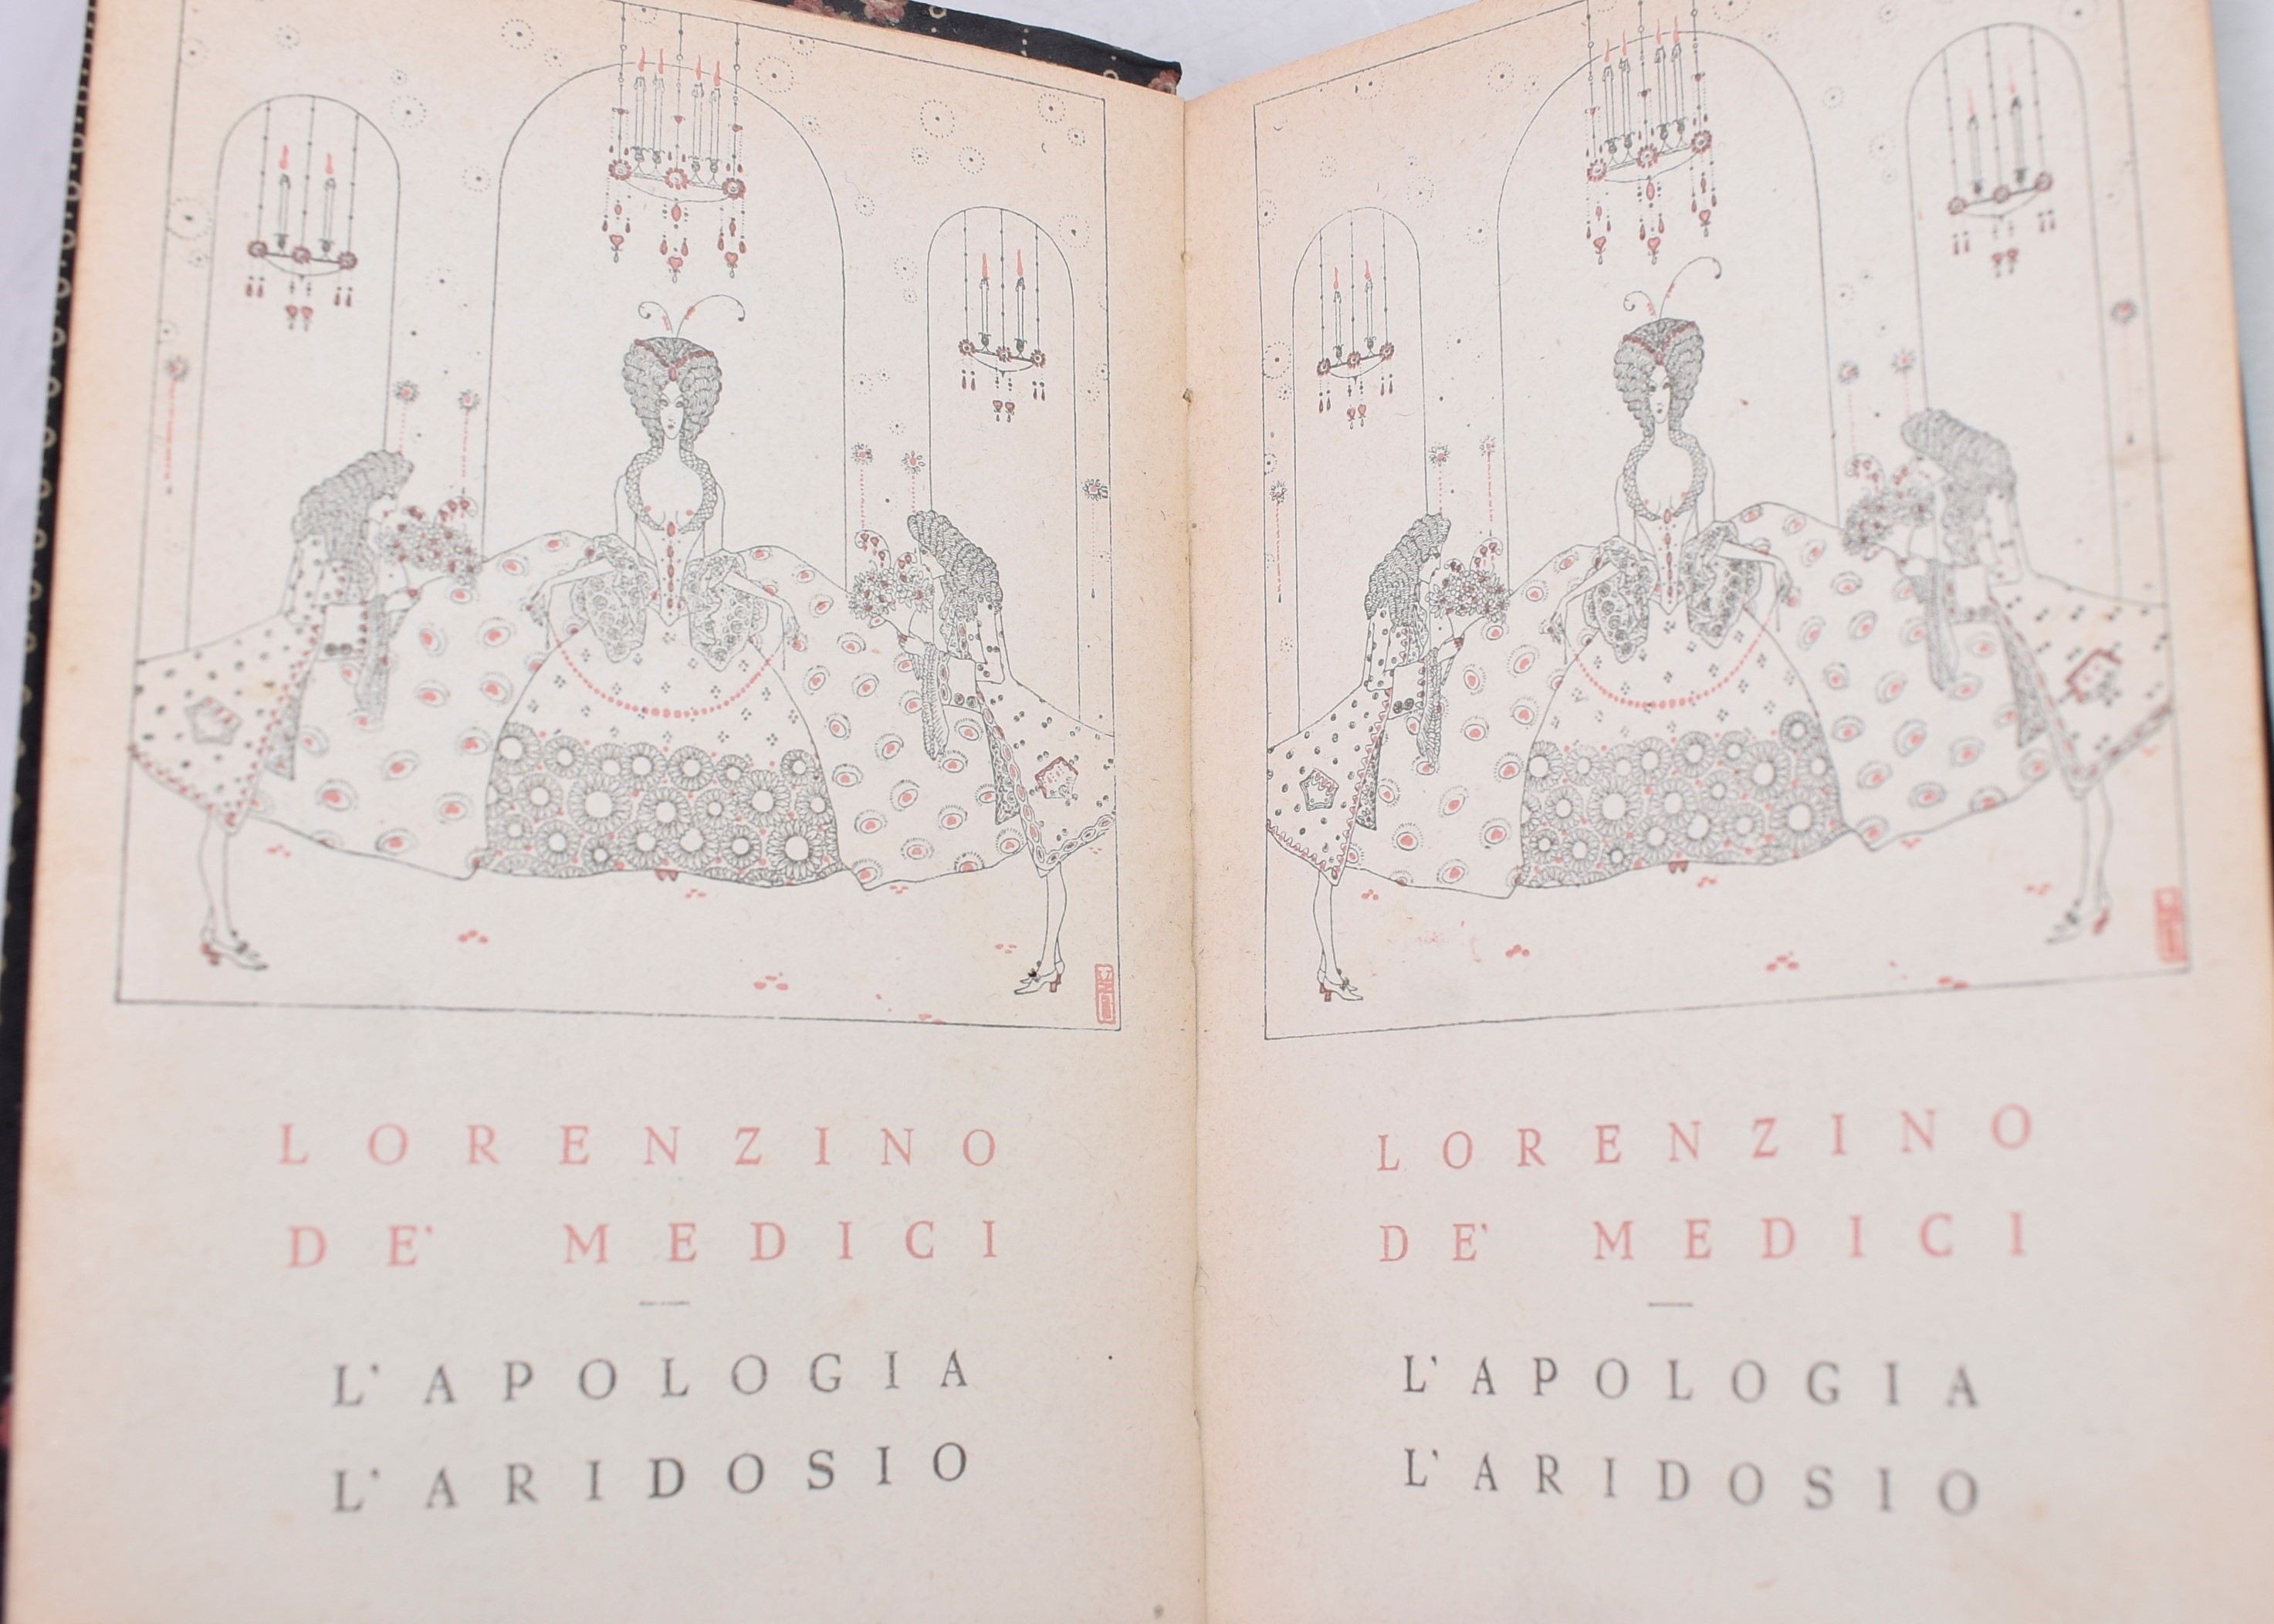 LORENZINO
DE' MEDICI
L'APOLOGIA
L'ARIDOSIO
LORENZINO
DE' MEDICI
L'APOLOGIA
L'ARIDOSIO